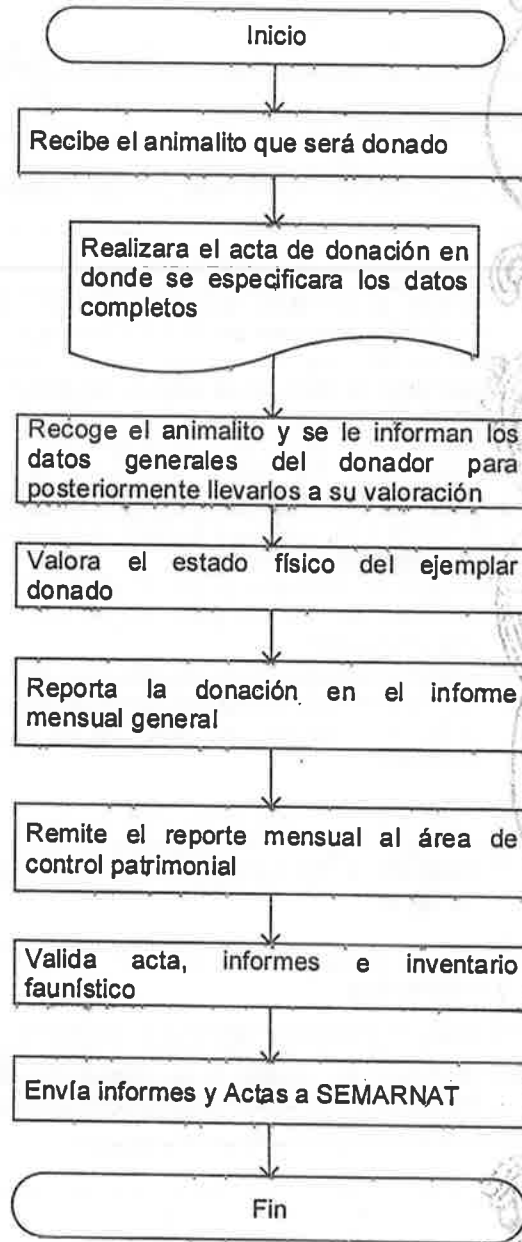 Inicio
Recibe el animalito que será donado
Realizara el acta de donación en
donde se especificara los datos
completos
Recoge el animalito y se le informan los
datos generales del donador para
posteriormente llevarlos a su valoración
Valora el estado físico del ejemplar
donado
Reporta la donación en el informe
mensual general
Remite el reporte mensual al área de
control patrimonial
Valida acta, informes e inventario
faunístico
Envía informes y Actas a SEMARNAT
Fin